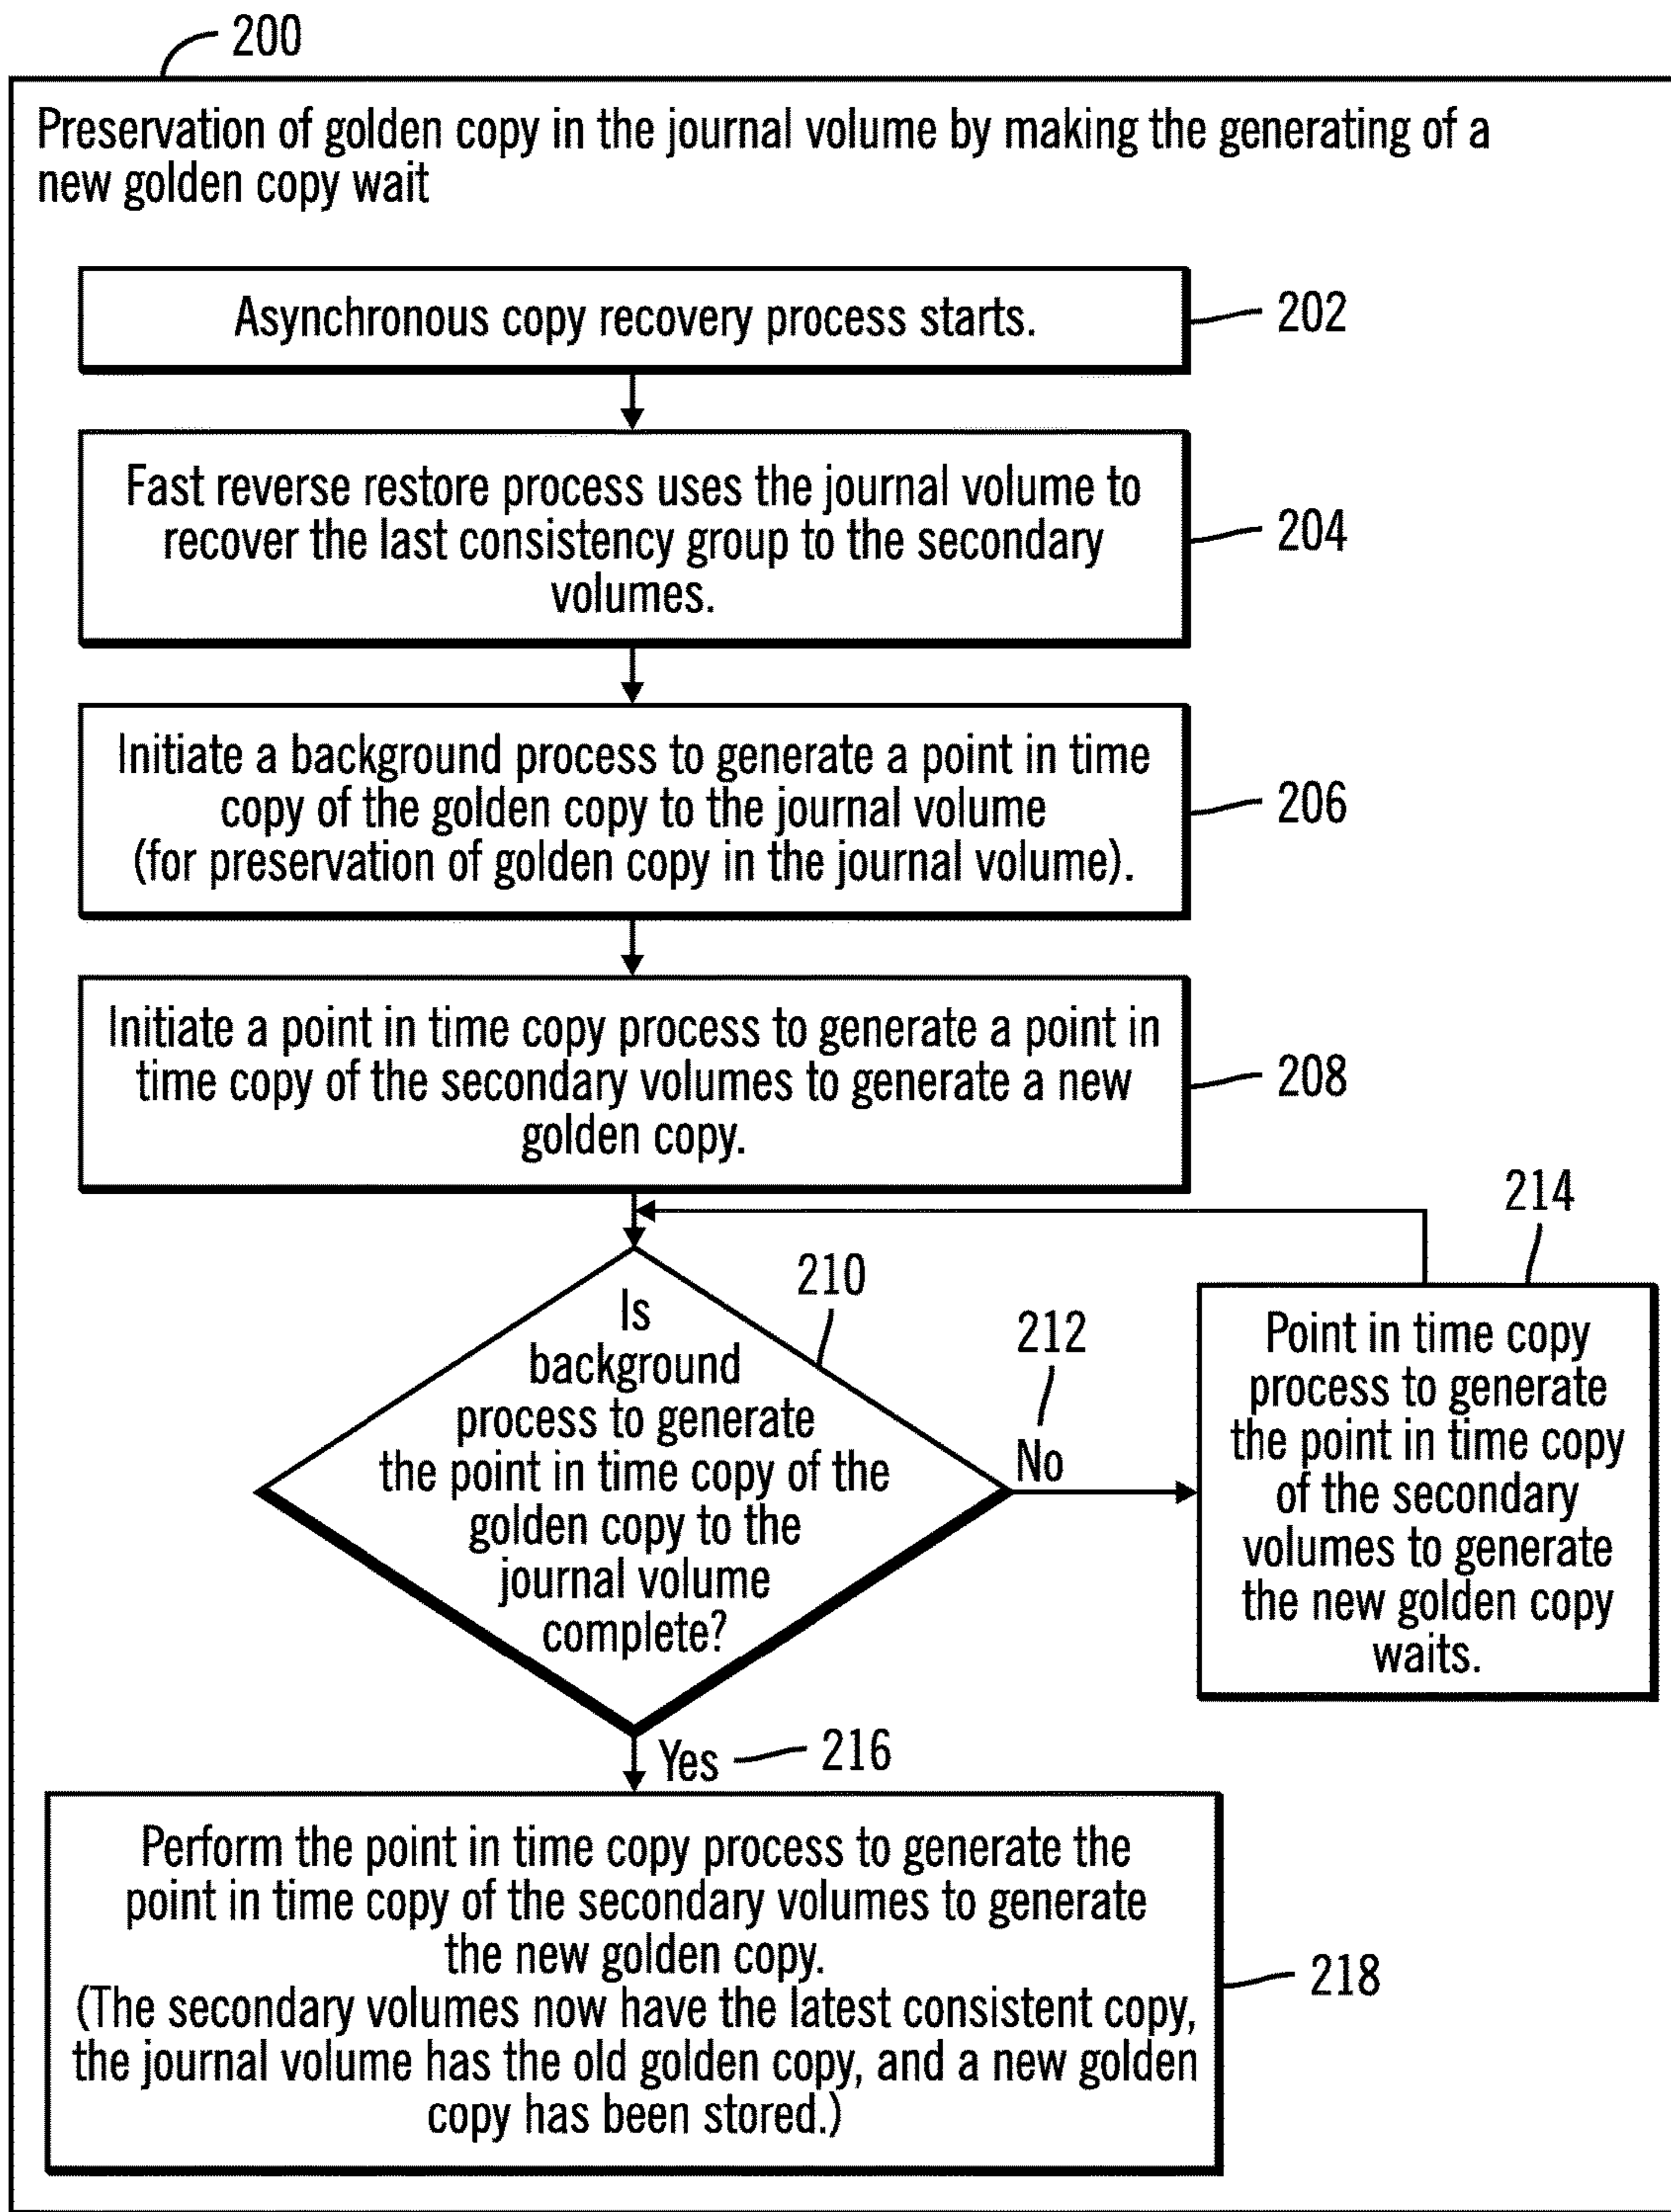 200
Preservation of golden copy in the journal volume by making the generating of a
new golden copy wait
Asynchronous copy recovery process starts.
202
Fast reverse restore process uses the journal volume to
recover the last consistency group to the secondary
volumes.
204
Initiate a background process to generate a point in time
copy of the golden copy to the journal volume
(for preservation of golden copy in the journal volume).
206
Initiate a point in time copy process to generate a point in
time copy of the secondary volumes to generate a new
golden copy.
208
210
Is
background
process to generate
the point in time copy of the
golden copy to the
journal volume
complete?
212
No
214
Point in time copy
process to generate
the point in time copy
of the secondary
volumes to generate
the new golden copy
waits.
Yes
216
Perform the point in time copy process to generate the
point in time copy of the secondary volumes to generate
the new golden copy.
(The secondary volumes now have the latest consistent copy,
the journal volume has the old golden copy, and a new golden
copy has been stored.)
218